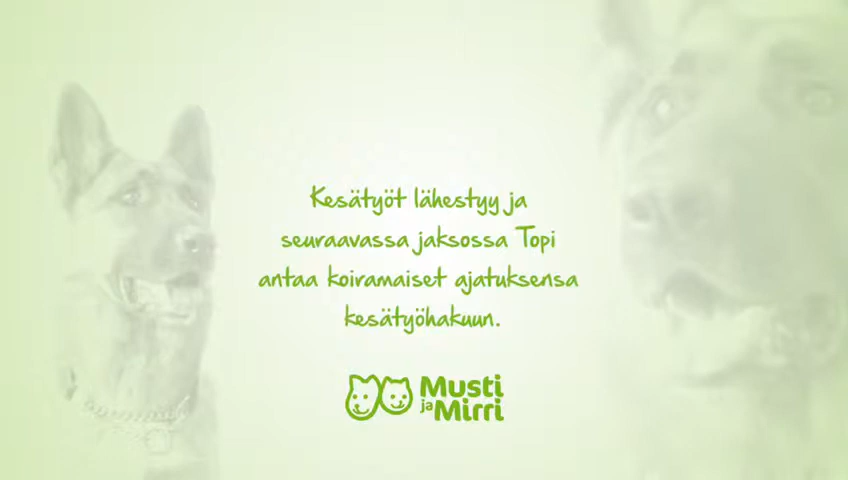 Kesätyöt lähestyy ja
seuraavassa jaksossa Topi
antaa koiramaiset ajatuksensa
kesätyöhakuun.
Musti
ja Mirri